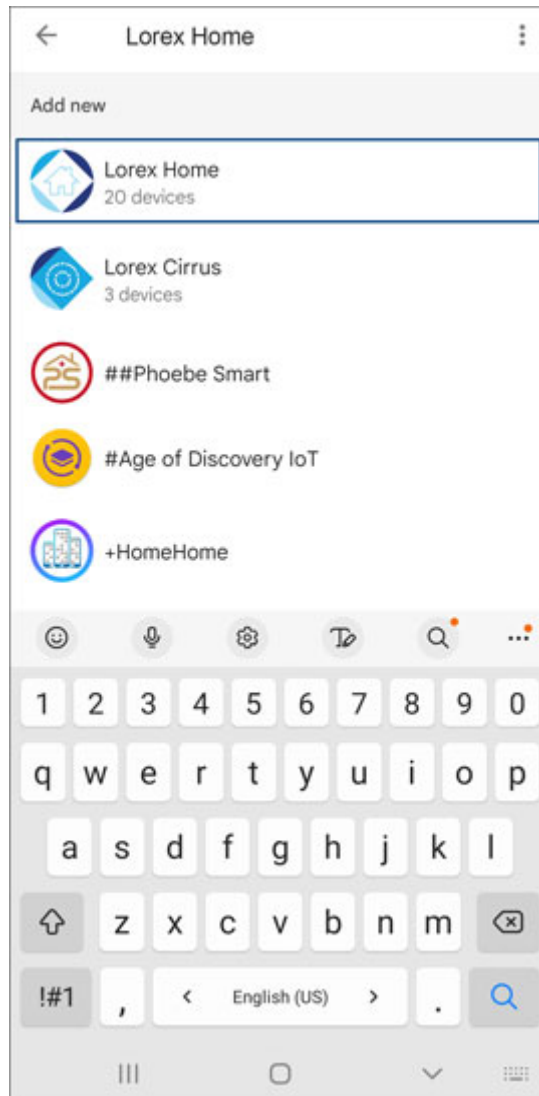 Lorex Home
Add new
Lorex Home
20 devices
Lorex Cirrus
3 devices
##Phoebe Smart
#Age of Discovery IoT
+HomeHome
1 2 3 4 5 6 7 8 9 0
q w e r t y u i o p
a s d f g h j k l
z x c v b n m
!#1 , < English (US) > .